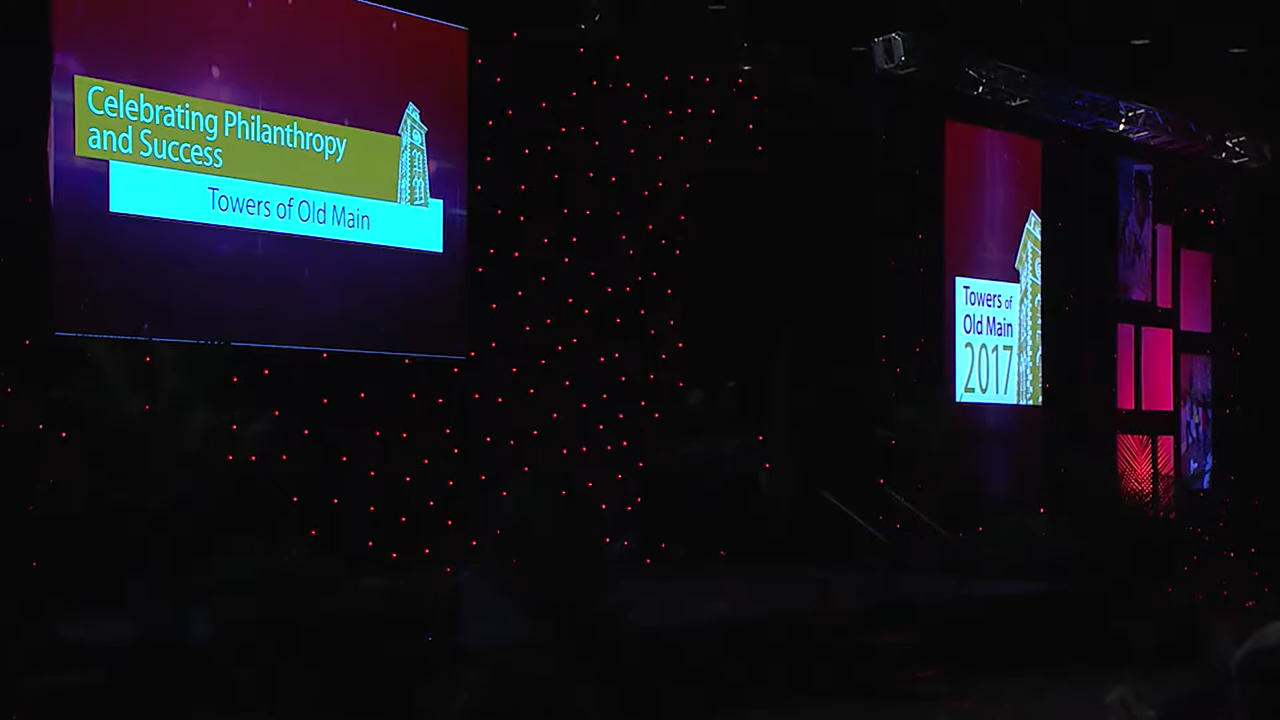 Celebrating Philanthropy
and Success
Towers of Old Main
Towers of
Old Main
2017